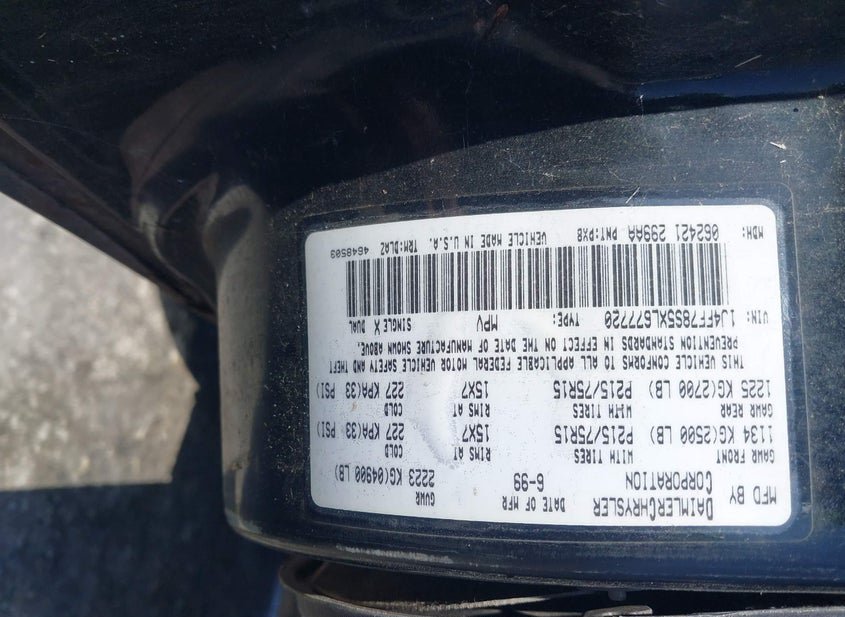 MFD BY DAIMLERCHRYSLER CORPORATION
DATE OF MFR 6-99
GVWR 2223 KG(04900 LB)
GAWR FRONT WITH TIRES RIMS AT COLD
1134 KG(2500 LB) P215/75R15 15X7 227 KPA(33 PSI)
GAWR REAR WITH TIRES RIMS AT COLD
1225 KG(2700 LB) P215/75R15 15X7 227 KPA(33 PSI)
THIS VEHICLE CONFORMS TO ALL APPLICABLE FEDERAL MOTOR VEHICLE SAFETY AND THEFT
PREVENTION STANDARDS IN EFFECT ON THE DATE OF MANUFACTURE SHOWN ABOVE.
VIN: 1J4FF78S5XL677720 TYPE: MPV SINGLE X DUAL
MDH: 062421 299AA PNT:PXB VEHICLE MADE IN U.S.A. TRM:DLAZ 4648503